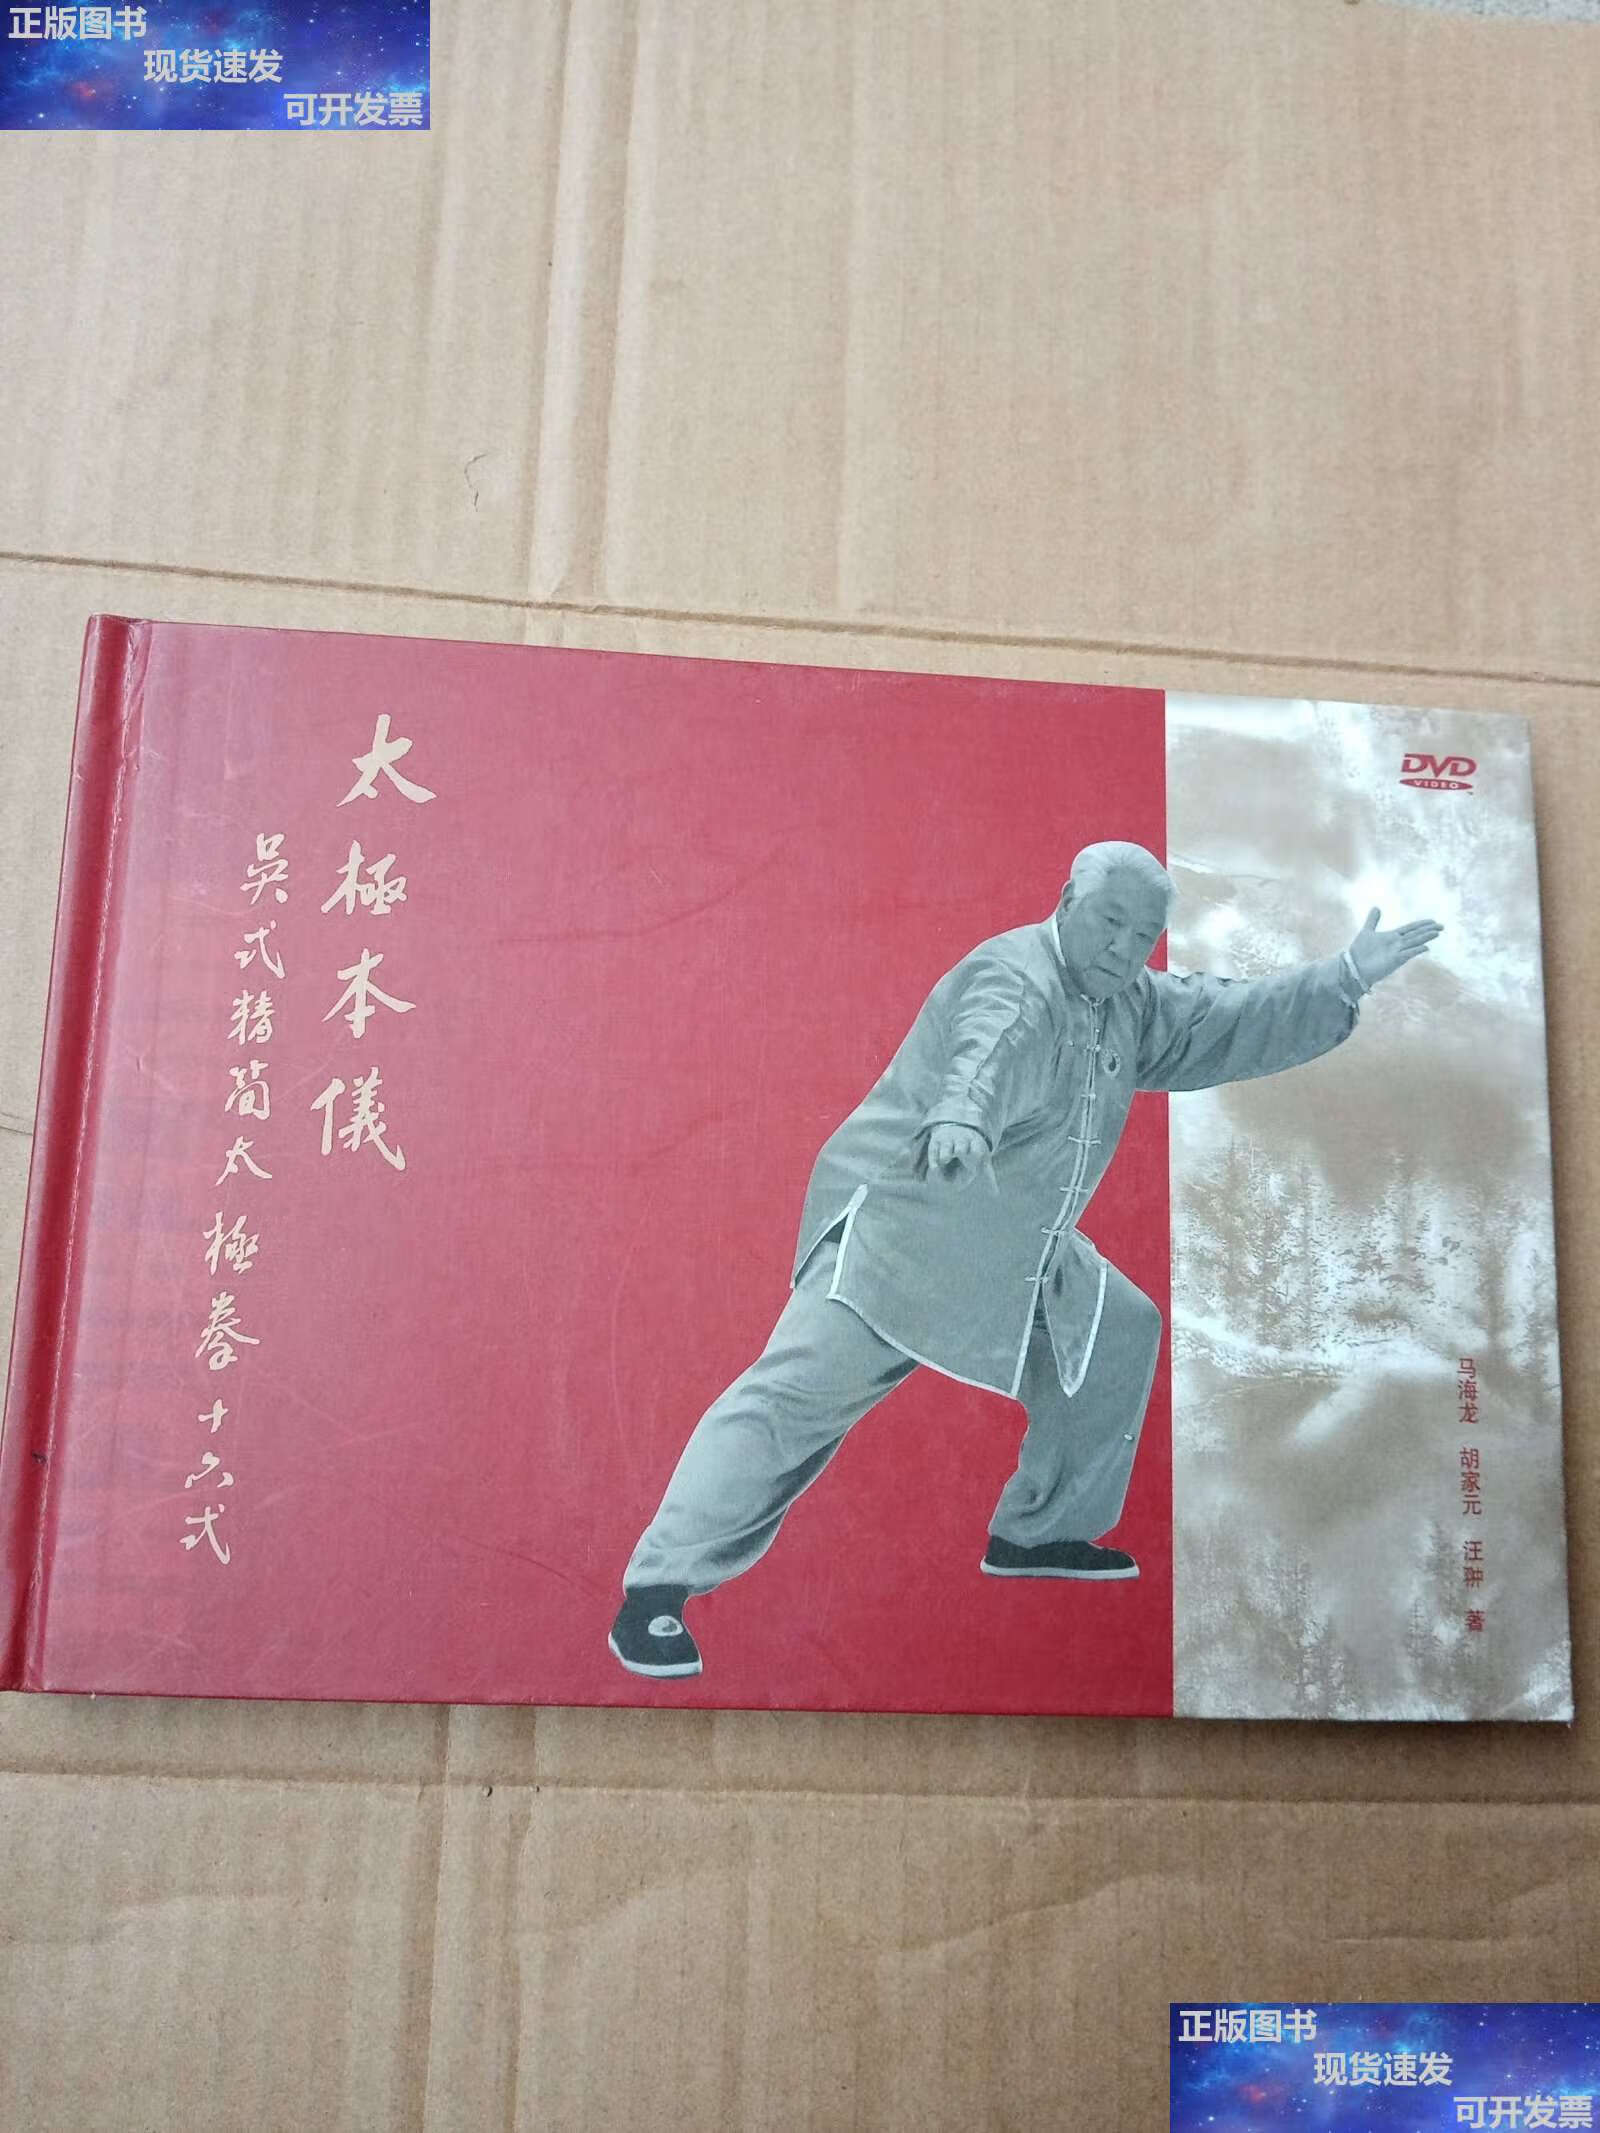 正版图书
现货速发
可开发票
太極本儀
吳式精简太極拳十六式
DVD
VIDEO
马海龙 胡家元 汪翀 著
正版图书
现货速发
可开发票